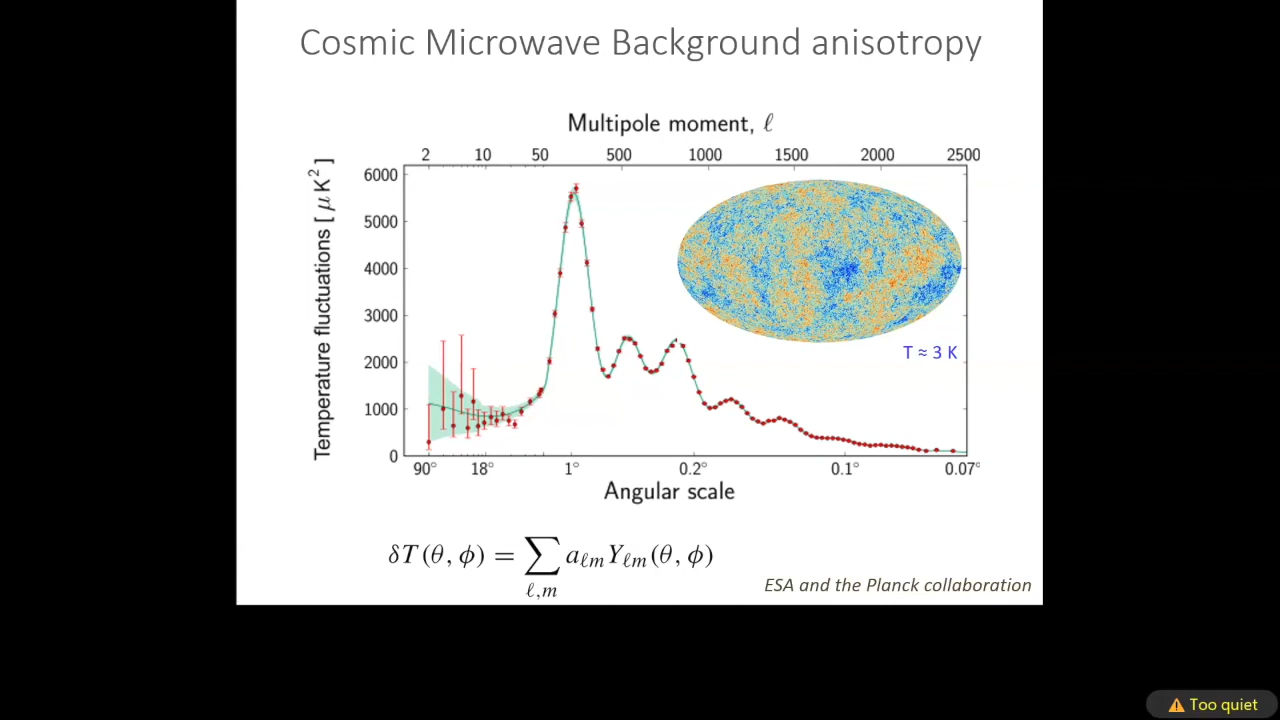 Cosmic Microwave Background anisotropy
Multipole moment, ℓ
2 10 50 500 1000 1500 2000 2500
Temperature fluctuations [ μ K² ]
6000
5000
4000
3000
2000
1000
0
T ≈ 3 K
90° 18° 1° 0.2° 0.1° 0.07°
Angular scale
δT(θ, ϕ) = ∑ aℓm Yℓm(θ, ϕ)
ℓ,m
ESA and the Planck collaboration
Too quiet